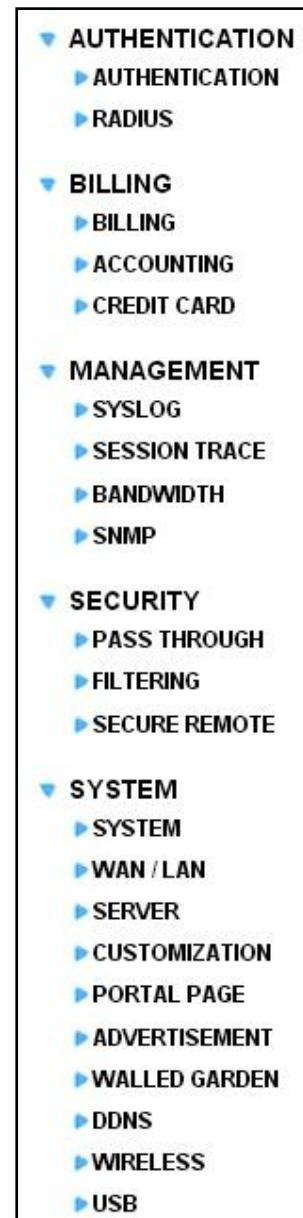 AUTHENTICATION
AUTHENTICATION
RADIUS
BILLING
BILLING
ACCOUNTING
CREDIT CARD
MANAGEMENT
SYSLOG
SESSION TRACE
BANDWIDTH
SNMP
SECURITY
PASS THROUGH
FILTERING
SECURE REMOTE
SYSTEM
SYSTEM
WAN / LAN
SERVER
CUSTOMIZATION
PORTAL PAGE
ADVERTISEMENT
WALLED GARDEN
DDNS
WIRELESS
USB